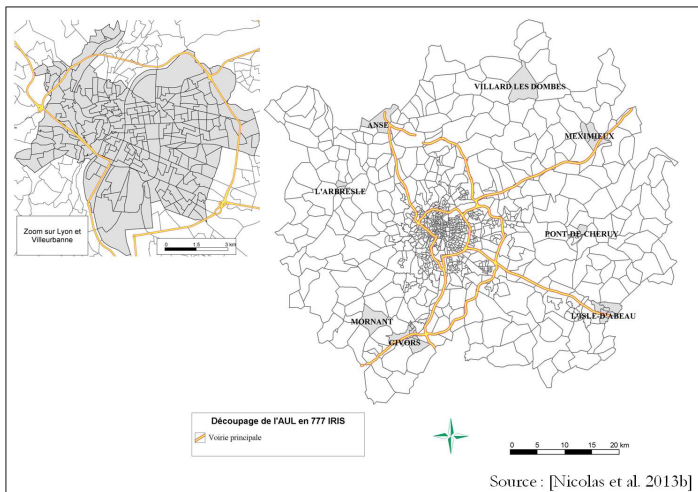 Zoom sur Lyon et
Villeurbanne
0 1.5 3 km
VILLARD LES DOMBES
ANSE
MEXIMIEUX
L'ARBRESLE
PONT-DE-CHERUY
L'ISLE-D'ABEAU
MORNANT
GIVORS
Découpage de l'AUL en 777 IRIS
Voirie principale
0 5 10 15 20 km
Source : [Nicolas et al. 2013b]